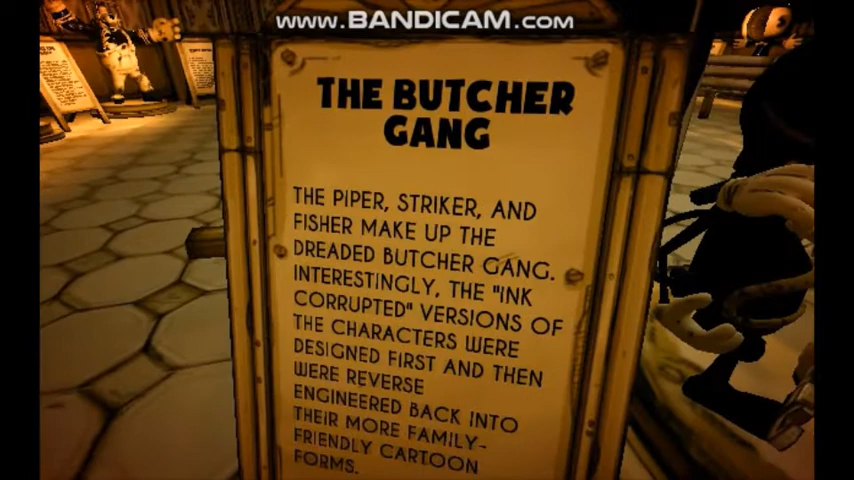 WWW.BANDICAM.COM
THE BUTCHER
GANG
THE PIPER, STRIKER, AND
FISHER MAKE UP THE
DREADED BUTCHER GANG.
INTERESTINGLY, THE "INK
CORRUPTED" VERSIONS OF
THE CHARACTERS WERE
DESIGNED FIRST AND THEN
WERE REVERSE
ENGINEERED BACK INTO
THEIR MORE FAMILY-
FRIENDLY CARTOON
FORMS.